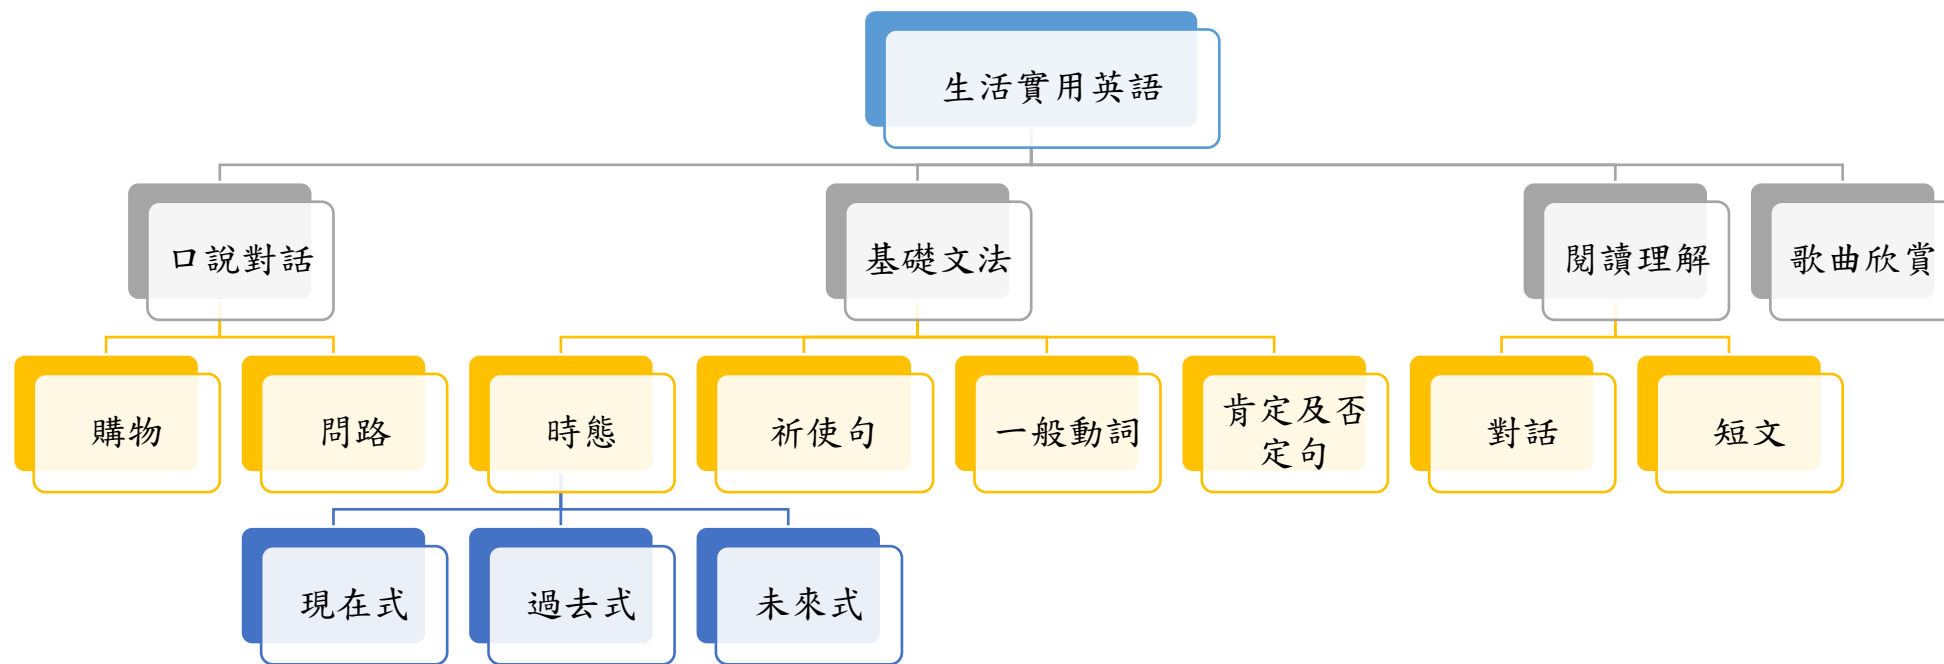 生活實用英語
口說對話
基礎文法
閱讀理解
歌曲欣賞
購物
問路
時態
祈使句
一般動詞
肯定及否
定句
對話
短文
現在式
過去式
未來式